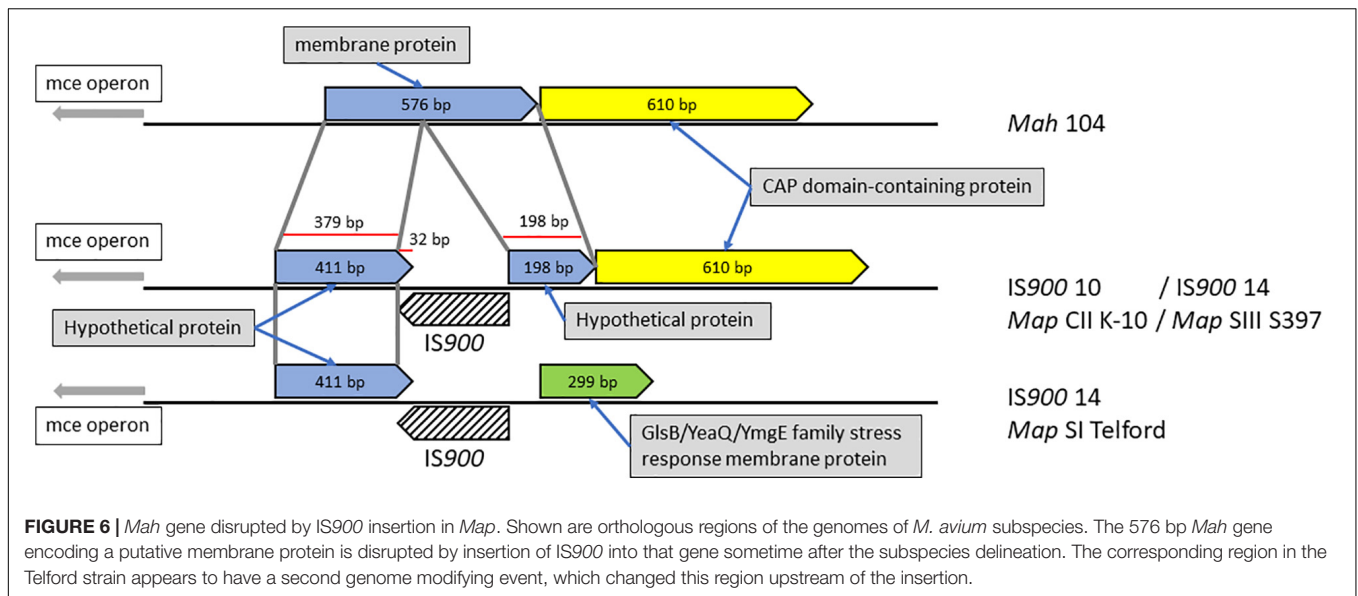 membrane protein
mce operon
576 bp
610 bp
Mah 104
CAP domain-containing protein
379 bp
32 bp
198 bp
mce operon
411 bp
198 bp
610 bp
IS900 10 / IS900 14
Map CII K-10 / Map SIII S397
Hypothetical protein
IS900
Hypothetical protein
411 bp
299 bp
mce operon
IS900
GlsB/YeaQ/YmgE family stress
response membrane protein
IS900 14
Map SI Telford
FIGURE 6 | Mah gene disrupted by IS900 insertion in Map. Shown are orthologous regions of the genomes of M. avium subspecies. The 576 bp Mah gene
encoding a putative membrane protein is disrupted by insertion of IS900 into that gene sometime after the subspecies delineation. The corresponding region in the
Telford strain appears to have a second genome modifying event, which changed this region upstream of the insertion.